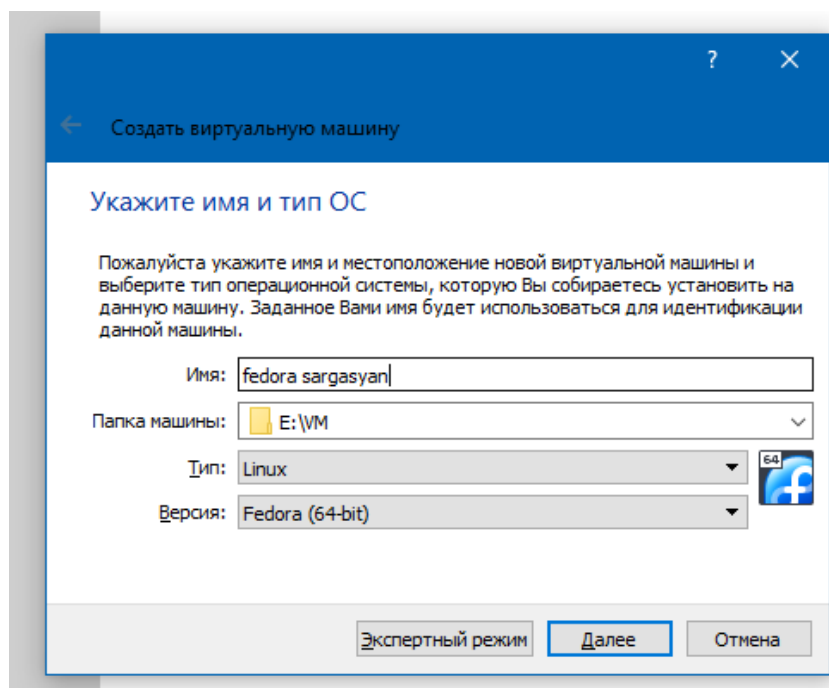 ?
Создать виртуальную машину
Укажите имя и тип ОС
Пожалуйста укажите имя и местоположение новой виртуальной машины и
выберите тип операционной системы, которую Вы собираетесь установить на
данную машину. Заданное Вами имя будет использоваться для идентификации
данной машины.
Имя: fedora sargasyan
Папка машины: E:\VM
Тип: Linux
64
Версия: Fedora (64-bit)
Экспертный режим Далее Отмена